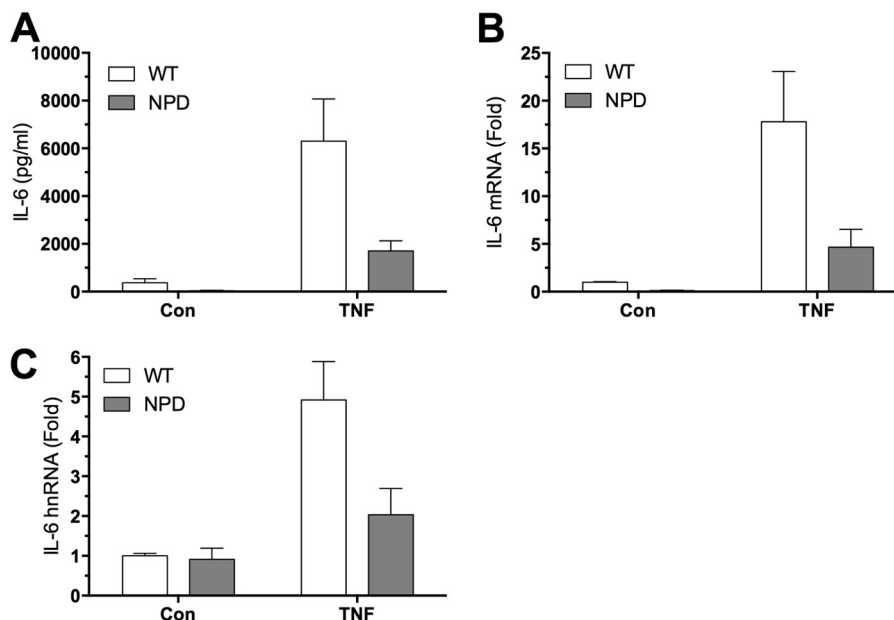 A
IL-6 (pg/ml)
10000
8000
6000
4000
2000
0
WT
NPD
Con
TNF
B
IL-6 mRNA (Fold)
25
20
15
10
5
0
WT
NPD
Con
TNF
C
IL-6 hnRNA (Fold)
6
5
4
3
2
1
0
WT
NPD
Con
TNF